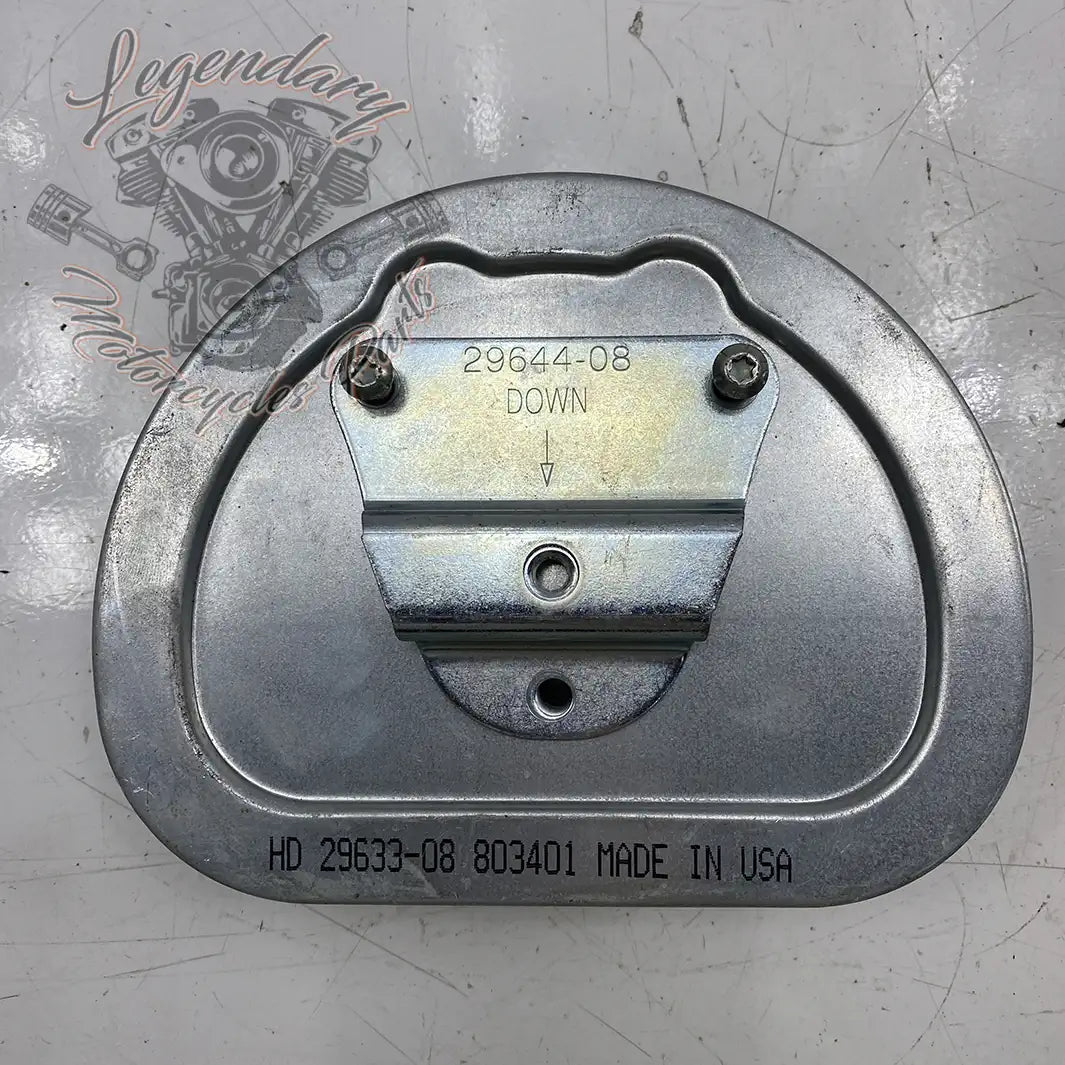 Legendary
Motorcycles Parts
29644-08
DOWN
HD 29633-08 803401 MADE IN USA